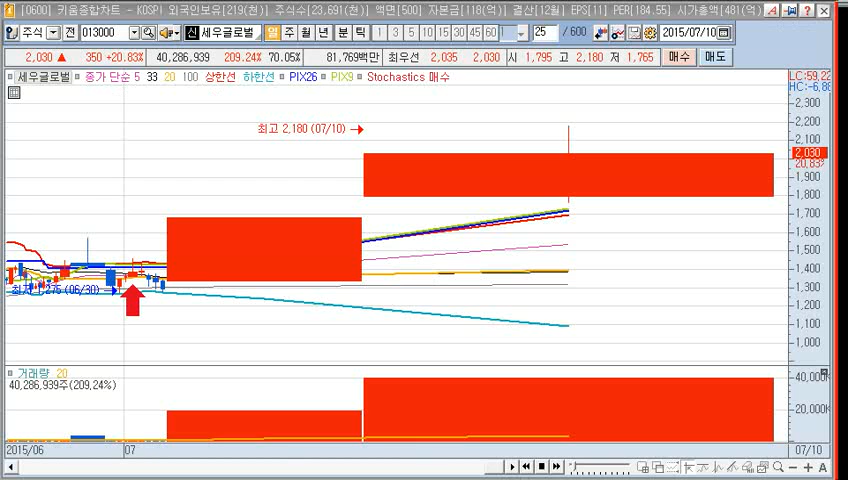 [0600] 키움종합차트 - KOSPI 외국인보유[219(천)] 주식수[23,691(천)] 액면[500] 자본금[118(억)] 결산[12월] EPS[11] PER[184.55] 시가총액[481(억)]
주식 전 013000 신 세우글로벌 일 주 월 년 분 틱 1 3 5 10 15 30 45 60 1 25 / 600 2015/07/10
2,030 ▲ 350 +20.83% 40,286,939 209.24% 70.05% 81,769백만 최우선 2,035 2,030 시 1,795 고 2,180 저 1,765 매수 매도
세우글로벌 종가 단순 5 33 20 100 상한선 하한선 PIX26 PIX9 Stochastics 매수
LC:59,22
HC:-6,88
2,300
최고 2,180 (07/10)
2,200
2,100
2,030
20.83%
1,900
1,800
1,700
1,600
1,500
1,400
1,300
(06/30)
1,200
1,100
1,000
거래량 20
40,286,939주(209.24%)
40,000K
20,000K
2015/06 07 07/10